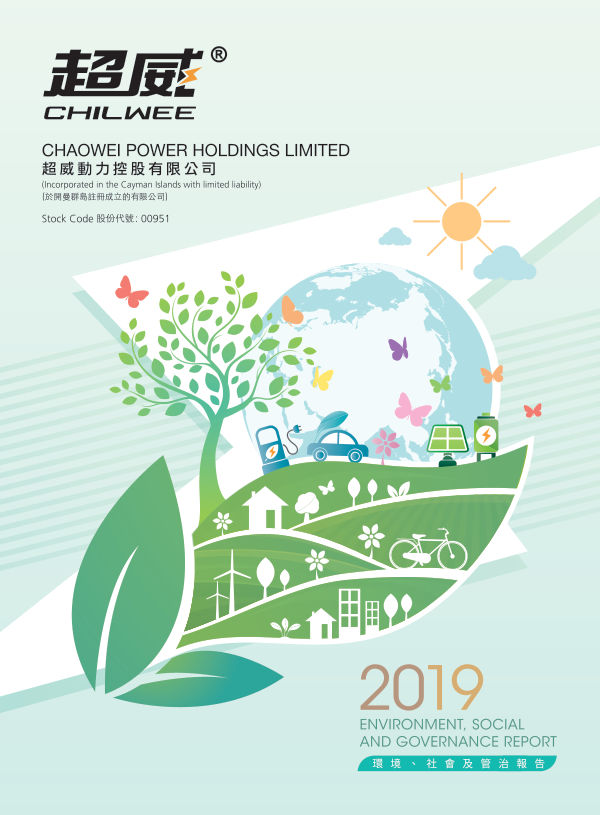 超威®
CHILWEE
CHAOWEI POWER HOLDINGS LIMITED
超威動力控股有限公司
(Incorporated in the Cayman Islands with limited liability)
(於開曼群島註冊成立的有限公司)
Stock Code 股份代號: 00951
2019
ENVIRONMENT, SOCIAL
AND GOVERNANCE REPORT
環境、社會及管治報告